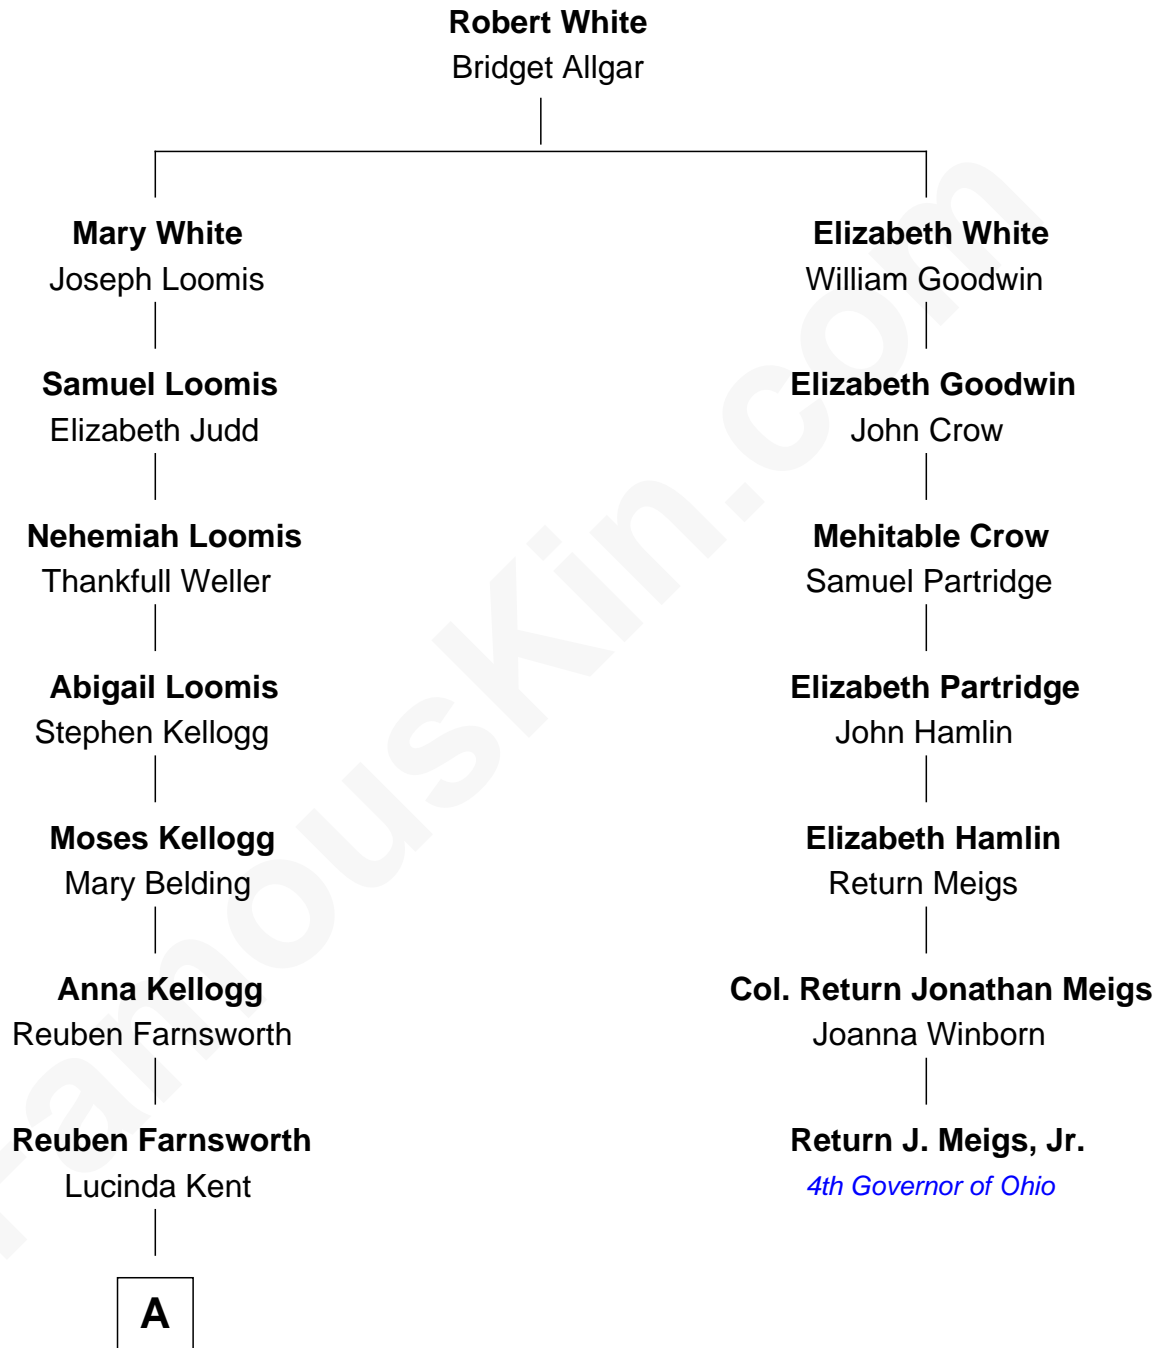 Robert White
Bridget Allgar
Mary White
Joseph Loomis
Elizabeth White
William Goodwin
Samuel Loomis
Elizabeth Judd
Elizabeth Goodwin
John Crow
Nehemiah Loomis
Thankfull Weller
Mehitable Crow
Samuel Partridge
Abigail Loomis
Stephen Kellogg
Elizabeth Partridge
John Hamlin
Moses Kellogg
Mary Belding
Elizabeth Hamlin
Return Meigs
Anna Kellogg
Reuben Farnsworth
Col. Return Jonathan Meigs
Joanna Winborn
Reuben Farnsworth
Lucinda Kent
Return J. Meigs, Jr.
4th Governor of Ohio
A
FamousKin.com